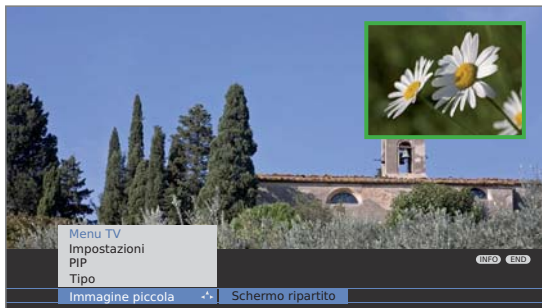 Menu TV
Impostazioni
PIP
Tipo
Immagine piccola Schermo ripartito
INFO END